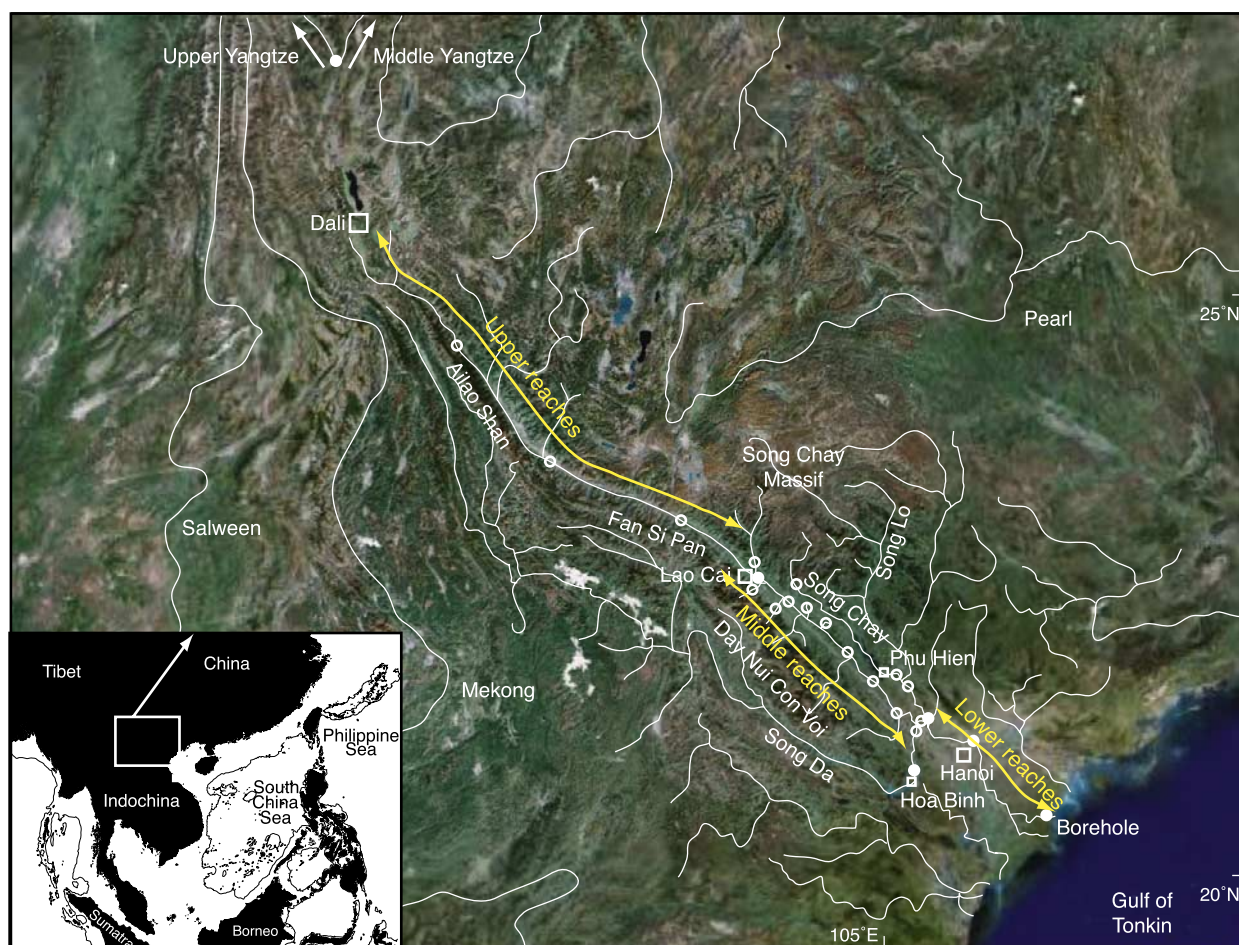 Upper Yangtze
Middle Yangtze
Dali
25˚N
Pearl
Upper reaches
Ailao Shan
Song Chay
Massif
Salween
Fan Si Pan
Song Lo
Lao Cai
Song Chay
Middle reaches
Day Nui Con Voi
Phu Hien
Mekong
Lower reaches
Song Da
Hanoi
Hoa Binh
Borehole
20˚N
Gulf of
Tonkin
105˚E
Tibet
China
Philippine
Sea
Indochina
South
China
Sea
Sumatra
Borneo